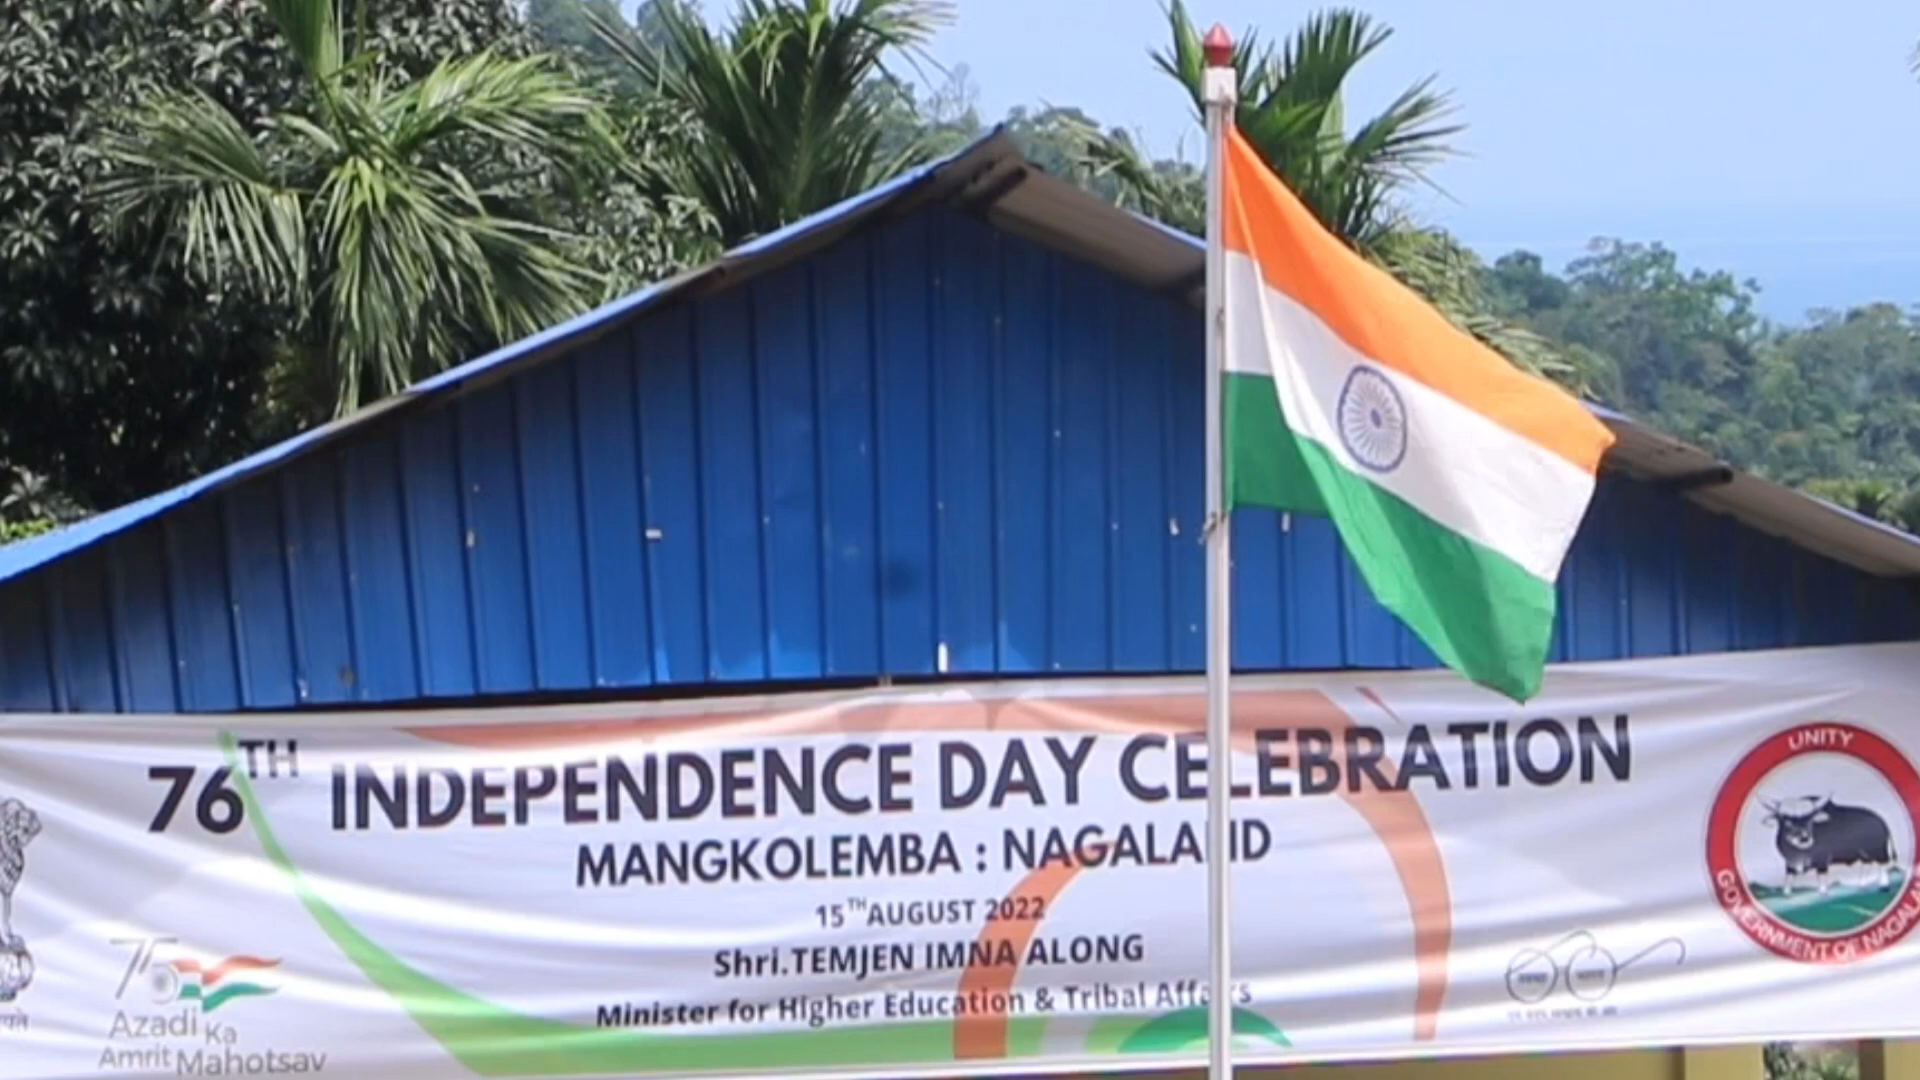 76TH INDEPENDENCE DAY CELEBRATION
MANGKOLEMBA : NAGALAND
15TH AUGUST 2022
Shri.TEMJEN IMNA ALONG
Minister for Higher Education & Tribal Affairs
75
Azadi Ka
Amrit Mahotsav
UNITY
GOVERNMENT OF NAGALAND